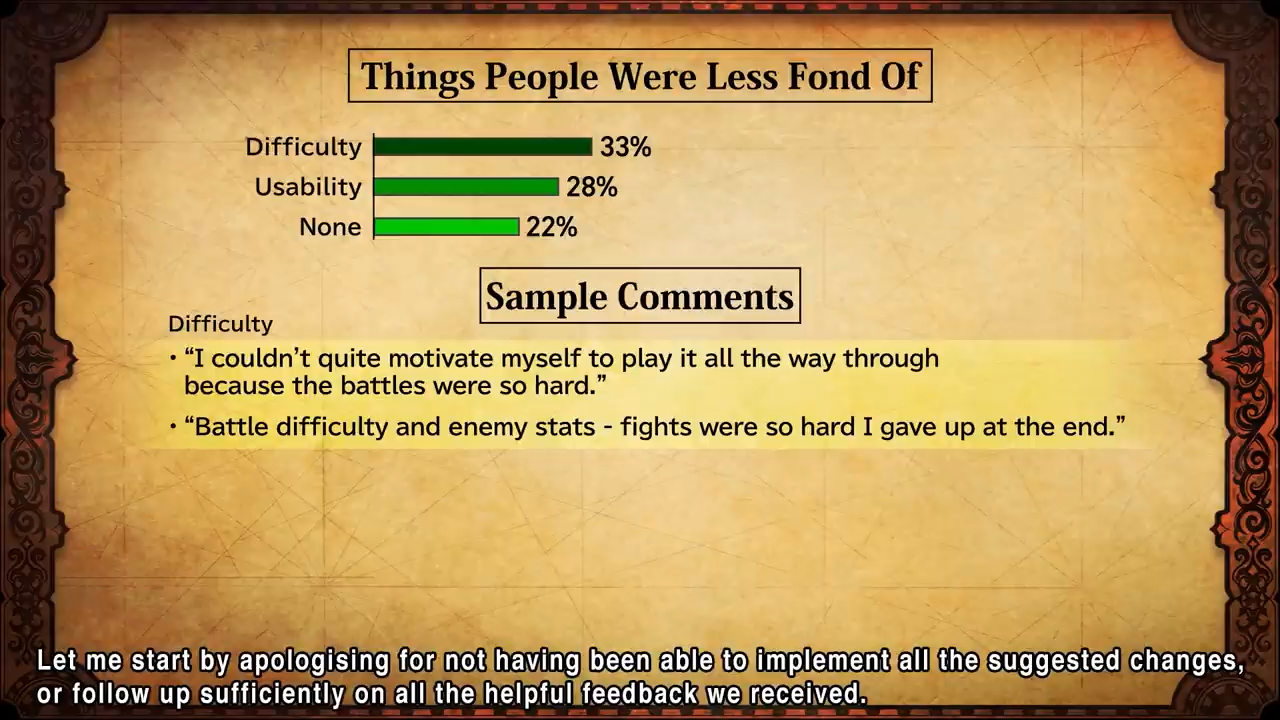 Things People Were Less Fond Of
Difficulty 33%
Usability 28%
None 22%
Sample Comments
Difficulty
・“I couldn’t quite motivate myself to play it all the way through
because the battles were so hard.”
・“Battle difficulty and enemy stats - fights were so hard I gave up at the end.”
Let me start by apologising for not having been able to implement all the suggested changes,
or follow up sufficiently on all the helpful feedback we received.